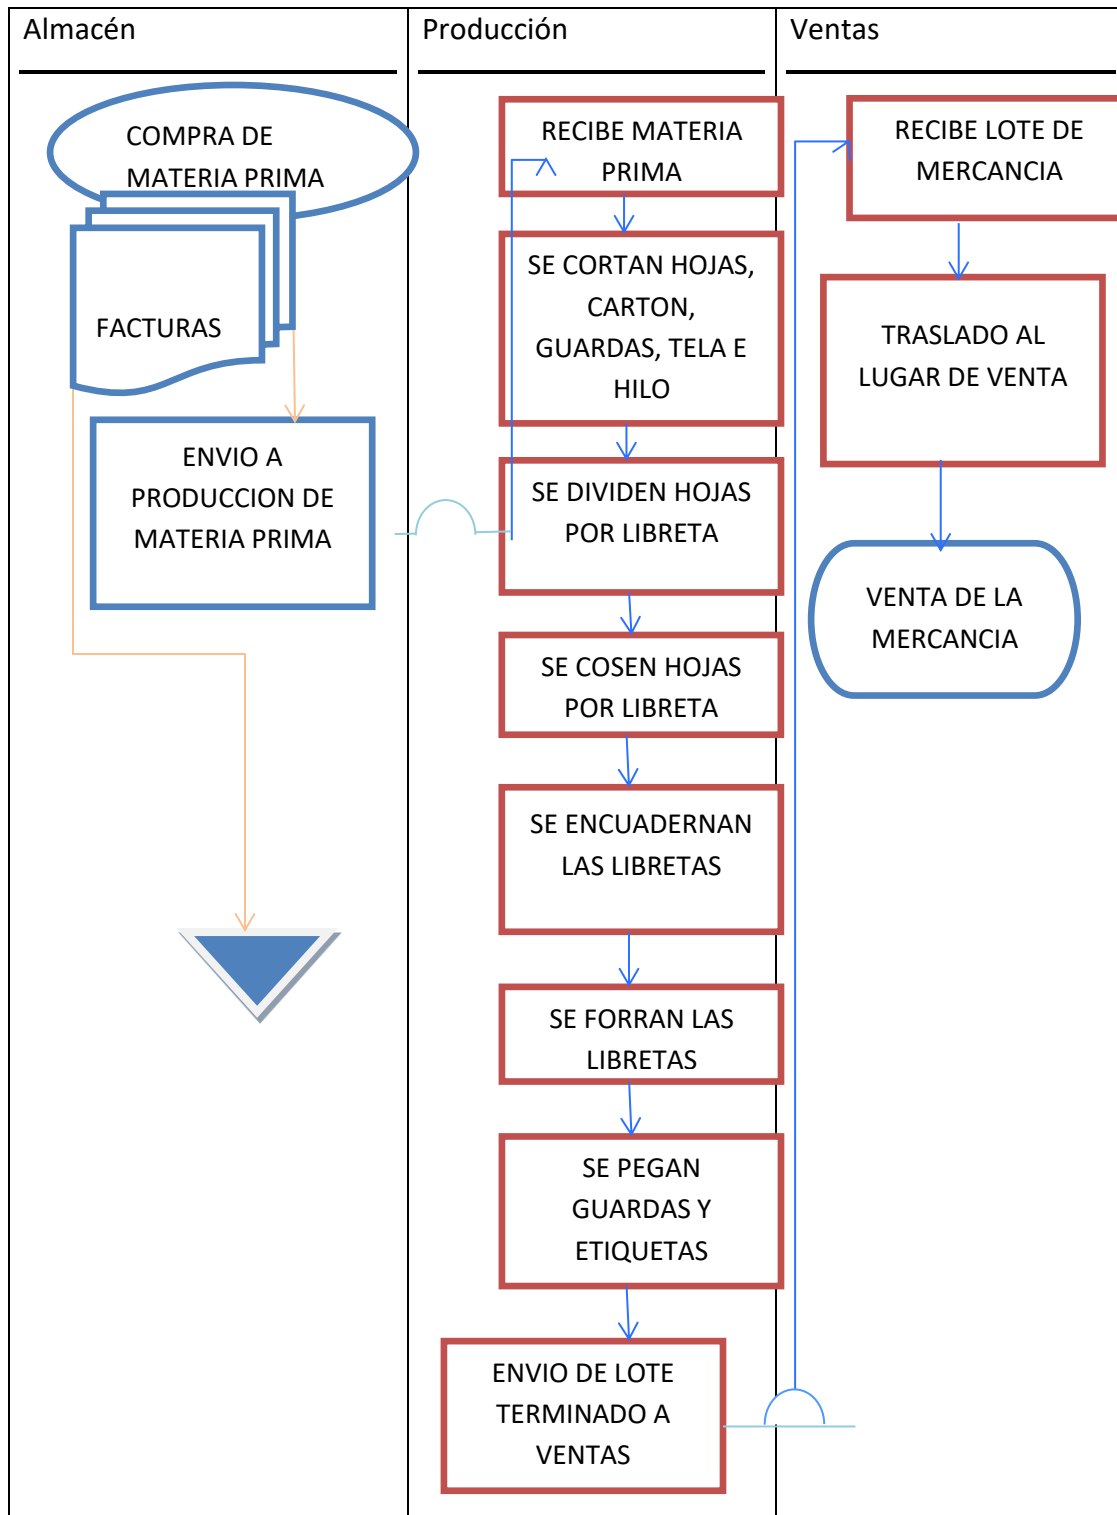 Almacén
COMPRA DE
MATERIA PRIMA
FACTURAS
ENVIO A
PRODUCCION DE
MATERIA PRIMA
Producción
RECIBE MATERIA
PRIMA
SE CORTAN HOJAS,
CARTON,
GUARDAS, TELA E
HILO
SE DIVIDEN HOJAS
POR LIBRETA
SE COSEN HOJAS
POR LIBRETA
SE ENCUADERNAN
LAS LIBRETAS
SE FORRAN LAS
LIBRETAS
SE PEGAN
GUARDAS Y
ETIQUETAS
ENVIO DE LOTE
TERMINADO A
VENTAS
Ventas
RECIBE LOTE DE
MERCANCIA
TRASLADO AL
LUGAR DE VENTA
VENTA DE LA
MERCANCIA